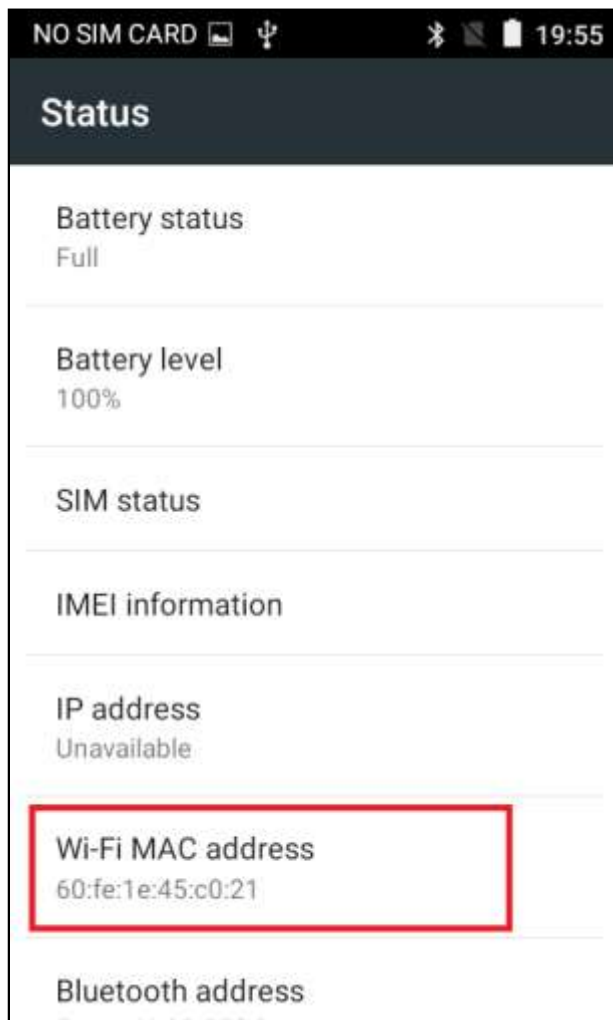 NO SIM CARD 19:55
Status
Battery status
Full
Battery level
100%
SIM status
IMEI information
IP address
Unavailable
Wi-Fi MAC address
60:fe:1e:45:c0:21
Bluetooth address